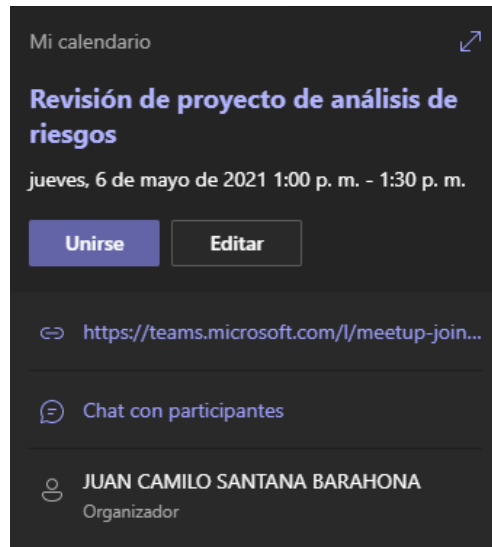 Mi calendario
Revisión de proyecto de análisis de
riesgos
jueves, 6 de mayo de 2021 1:00 p. m. - 1:30 p. m.
Unirse Editar
https://teams.microsoft.com/l/meetup-join...
Chat con participantes
JUAN CAMILO SANTANA BARAHONA
Organizador